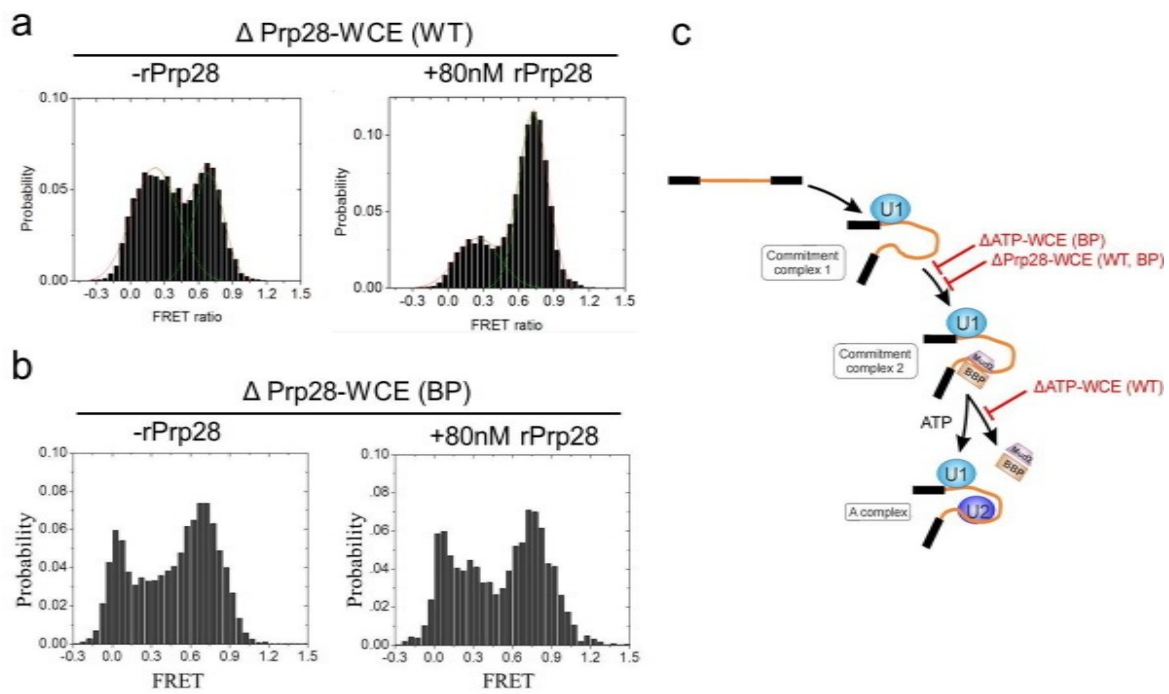 a
Δ Prp28-WCE (WT)
-rPrp28
+80nM rPrp28
0.10
0.05
0.00
Probability
-0.3 0.0 0.3 0.6 0.9 1.2 1.5
FRET ratio
0.10
0.05
0.00
Probability
-0.3 0.0 0.3 0.6 0.9 1.2 1.5
FRET ratio
b
Δ Prp28-WCE (BP)
-rPrp28
+80nM rPrp28
0.10
0.08
0.06
0.04
0.02
0.00
Probability
-0.3 0.0 0.3 0.6 0.9 1.2 1.5
FRET
0.10
.08
.06
.04
.02
0.00
Probability
-0.3 0.0 0.3 0.6 0.9 1.2 1.5
FRET
c
U1
Commitment
complex 1
ΔATP-WCE (BP)
ΔPrp28-WCE (WT, BP)
U1
Commitment
complex 2
Mud2
BBP
ΔATP-WCE (WT)
ATP
Mud2
BBP
U1
A complex
U2